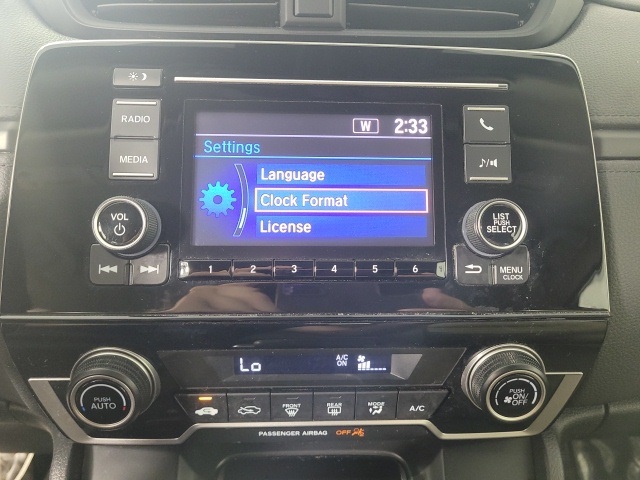 RADIO
MEDIA
VOL
W 2:33
Settings
Language
Clock Format
License
LIST
PUSH
SELECT
MENU
CLOCK
1 2 3 4 5 6
Lo
A/C
ON
PUSH
AUTO
FRONT
REAR
MODE
A/C
PUSH
ON/
OFF
PASSENGER AIRBAG OFF